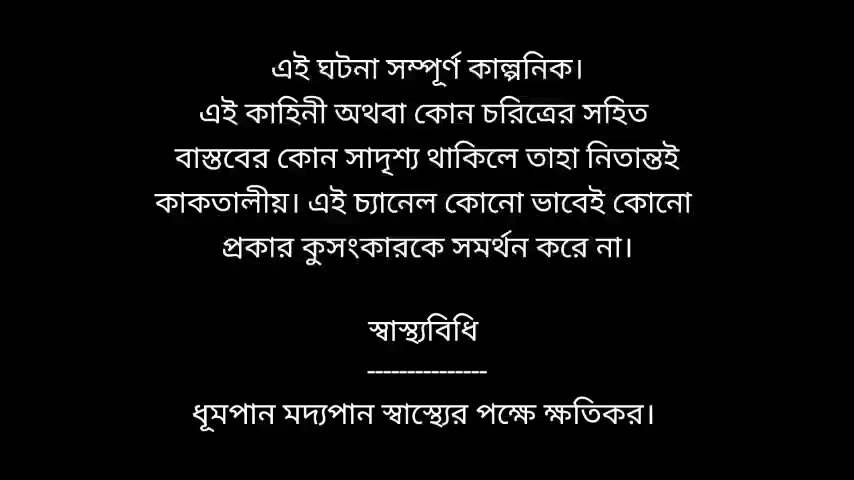 এই ঘটনা সম্পূর্ণ কাল্পনিক।
এই কাহিনী অথবা কোন চরিত্রের সহিত
বাস্তবের কোন সাদৃশ্য থাকিলে তাহা নিতান্তই
কাকতালীয়। এই চ্যানেল কোনো ভাবেই কোনো
প্রকার কুসংকারকে সমর্থন করে না।
স্বাস্থ্যবিধি
---------------
ধূমপান মদ্যপান স্বাস্থ্যের পক্ষে ক্ষতিকর।